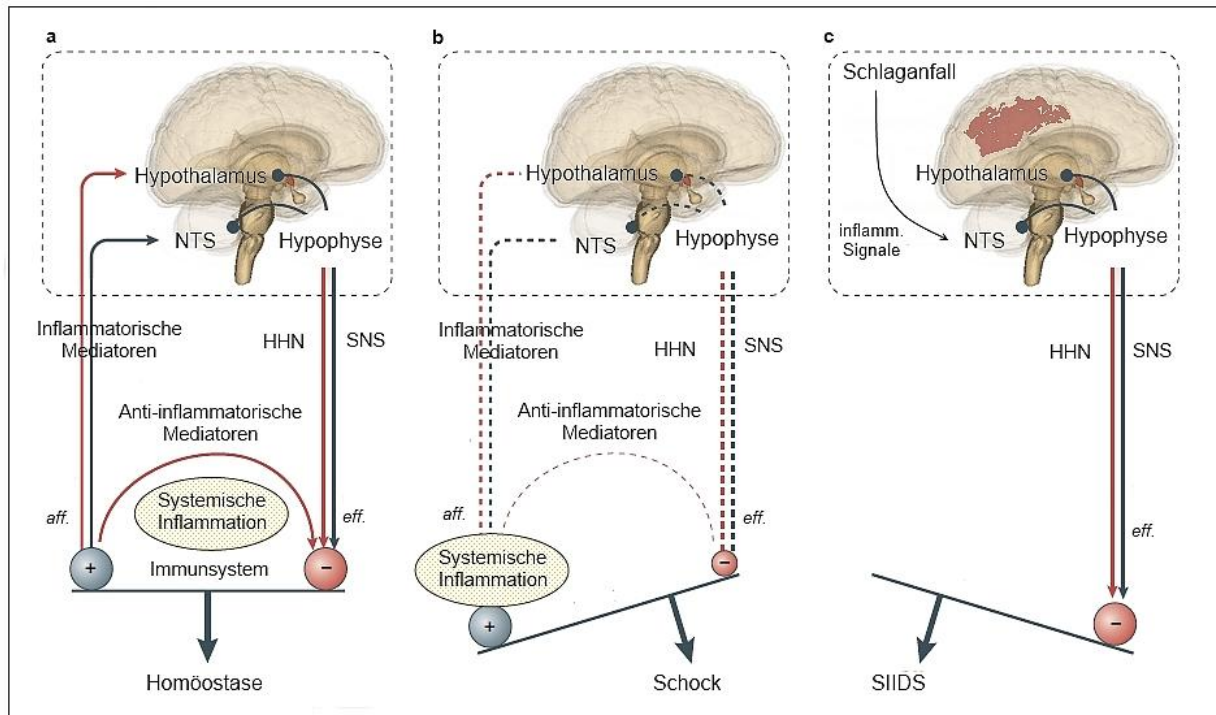 a
Hypothalamus
NTS
Hypophyse
Inflammatorische
Mediatoren
HHN
SNS
Anti-inflammatorische
Mediatoren
Systemische
Inflammation
aff.
eff.
+
Immunsystem
−
Homöostase
b
Hypothalamus
NTS
Hypophyse
Inflammatorische
Mediatoren
HHN
SNS
Anti-inflammatorische
Mediatoren
aff.
eff.
Systemische
Inflammation
−
+
Schock
c
Schlaganfall
Hypothalamus
inflamm.
Signale
NTS
Hypophyse
HHN
SNS
eff.
−
SIIDS